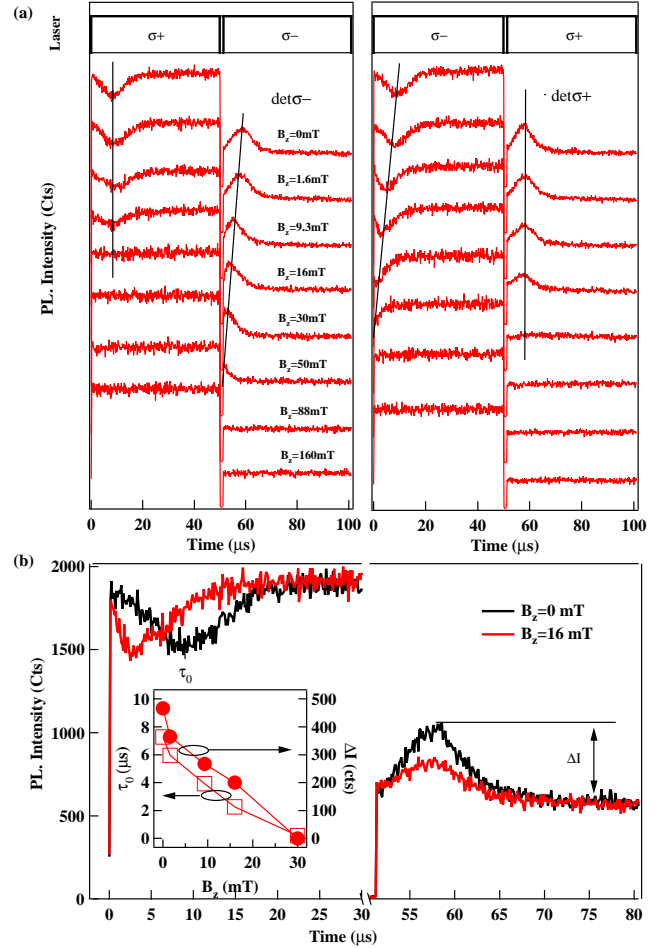 (a)
Laser
σ+ σ−
σ− σ+
detσ−
detσ+
B_z=0mT
B_z=1.6mT
B_z=9.3mT
B_z=16mT
B_z=30mT
B_z=50mT
B_z=88mT
B_z=160mT
PL. Intensity (Cts)
0 20 40 60 80 100
0 20 40 60 80 100
Time (μs)
Time (μs)
(b)
2000
1500
1000
500
0
PL. Intensity (Cts)
B_z=0 mT
B_z=16 mT
τ_0
ΔI
10
8
6
4
2
0
τ_0 (μs)
500
400
300
200
100
0
ΔI (cts)
0 10 20 30
B_z (mT)
0 5 10 15 20 25 30 55 60 65 70 75 80
Time (μs)